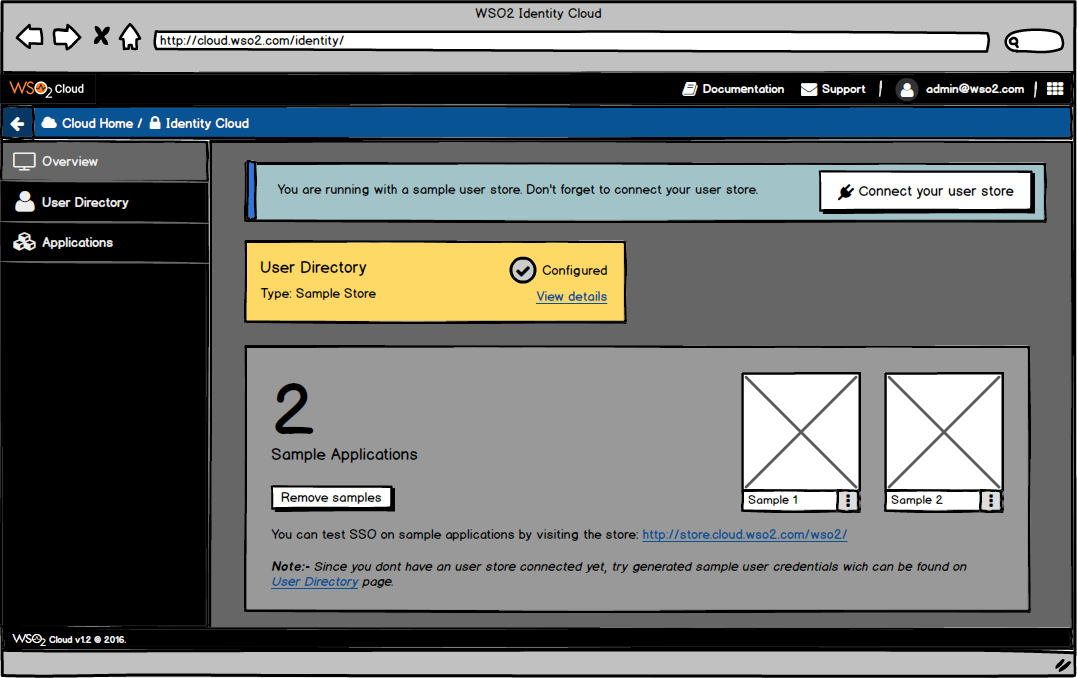 WSO2 Identity Cloud
http://cloud.wso2.com/identity/
WSO2 Cloud
Documentation
Support
admin@wso2.com
Cloud Home / Identity Cloud
Overview
User Directory
Applications
You are running with a sample user store. Don't forget to connect your user store.
Connect your user store
User Directory
Configured
Type: Sample Store
View details
2
Sample Applications
Remove samples
Sample 1
Sample 2
You can test SSO on sample applications by visiting the store: http://store.cloud.wso2.com/wso2/
Note:- Since you dont have an user store connected yet, try generated sample user credentials wich can be found on
User Directory page.
WSO2 Cloud v1.2 © 2016.